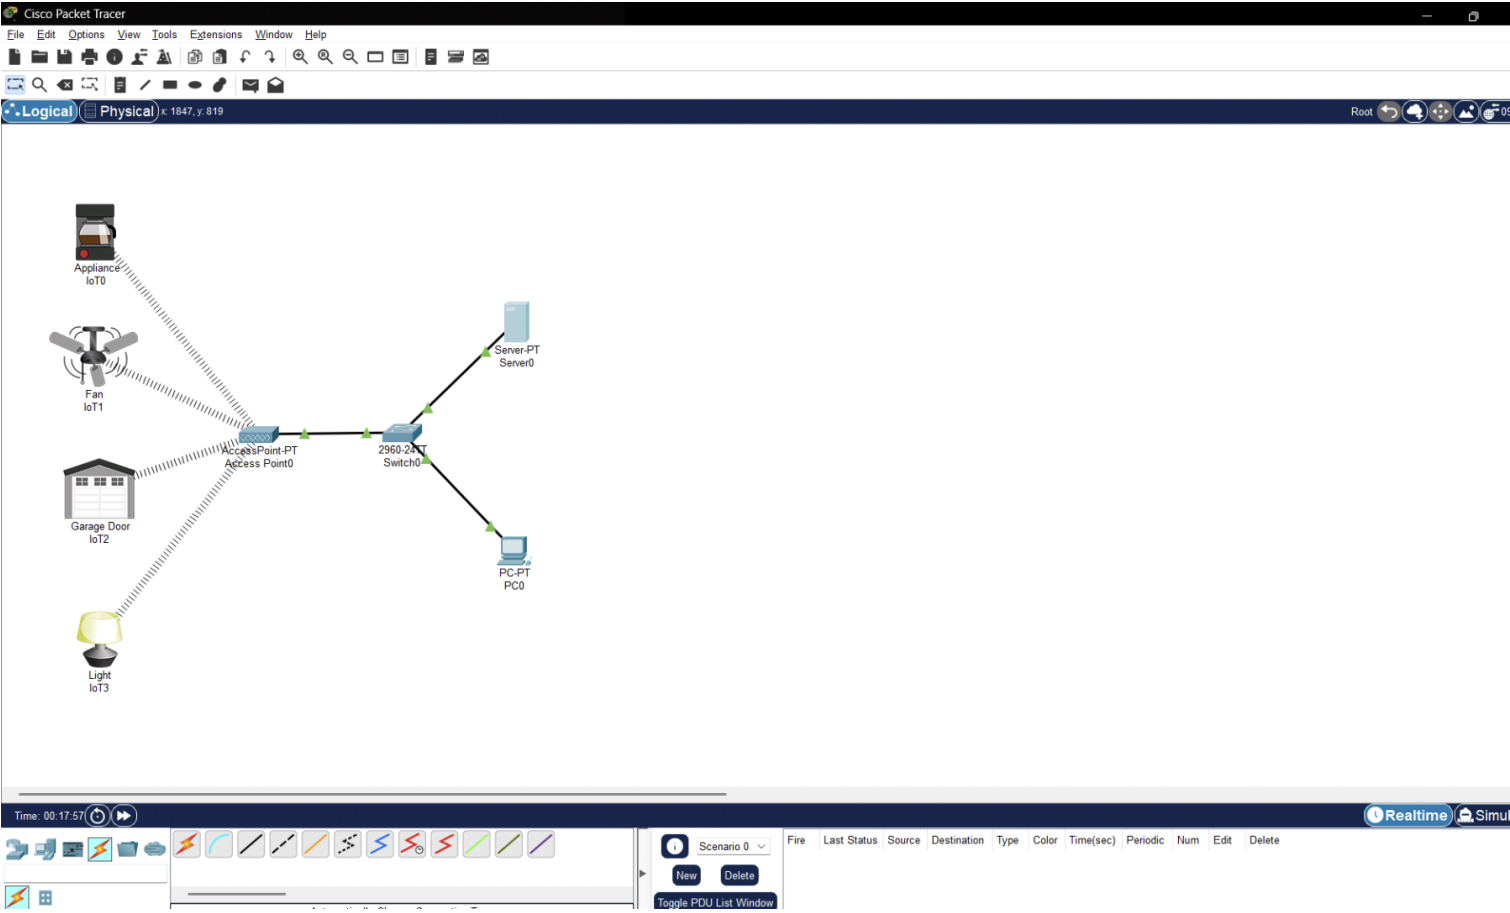 Cisco Packet Tracer
File Edit Options View Tools Extensions Window Help
Logical Physical x: 1847, y: 819 Root
Appliance
IoT0
Fan
IoT1
Garage Door
IoT2
Light
IoT3
AccessPoint-PT
Access Point0
2960-24TT
Switch0
Server-PT
Server0
PC-PT
PC0
Time: 00:17:57 Realtime Simul
Scenario 0
New Delete
Toggle PDU List Window
Fire Last Status Source Destination Type Color Time(sec) Periodic Num Edit Delete